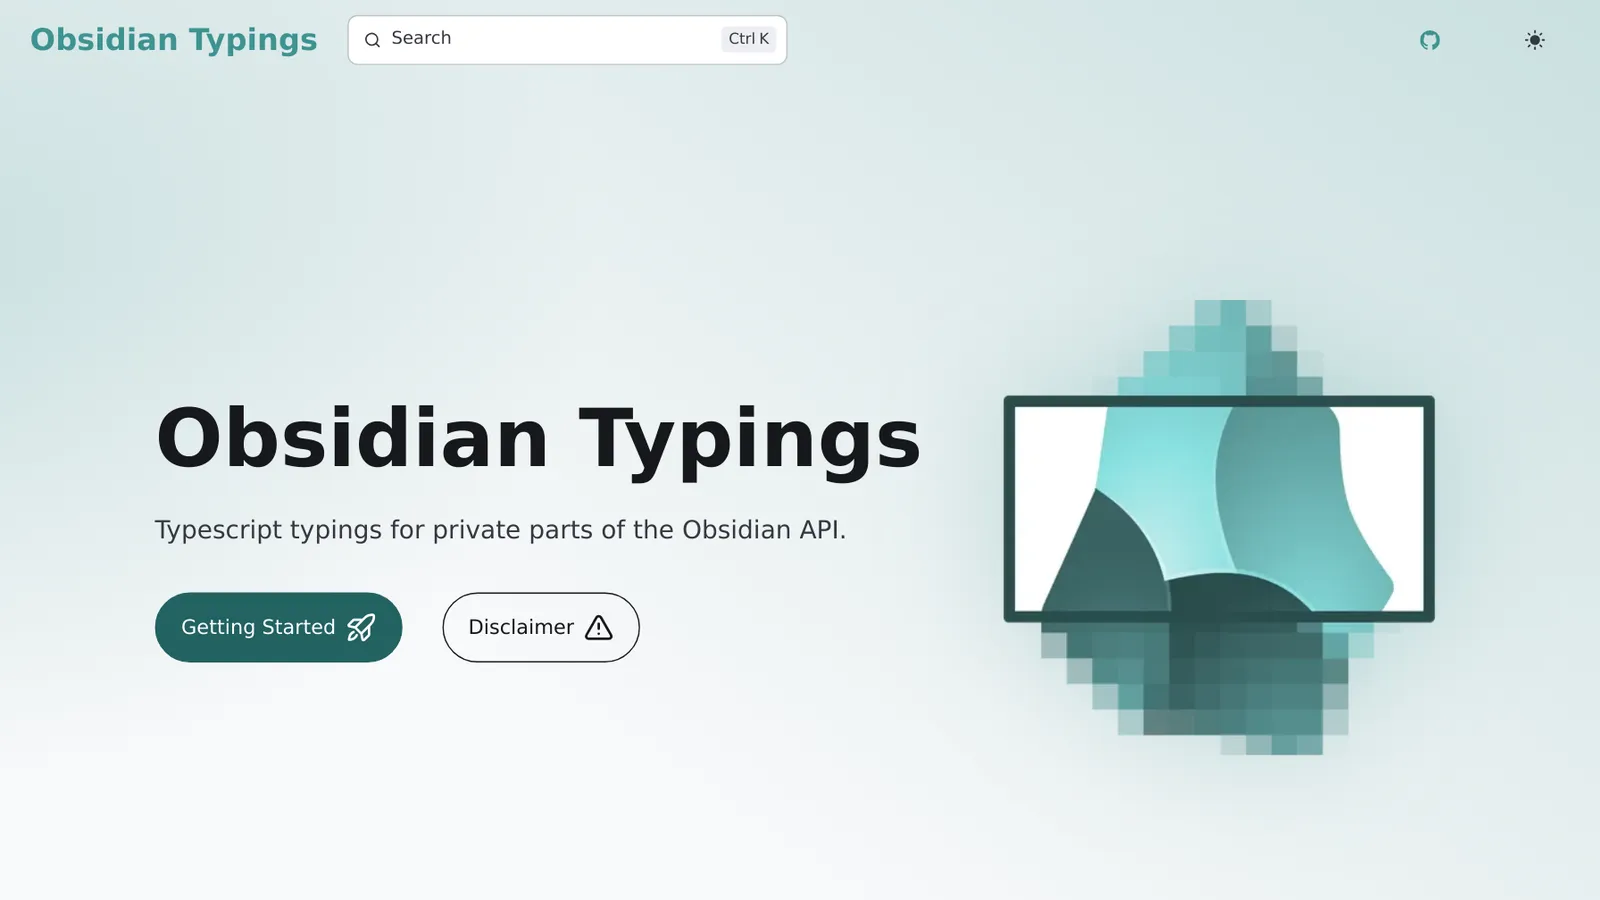 Obsidian Typings
Search
Ctrl K
Obsidian Typings
Typescript typings for private parts of the Obsidian API.
Getting Started
Disclaimer